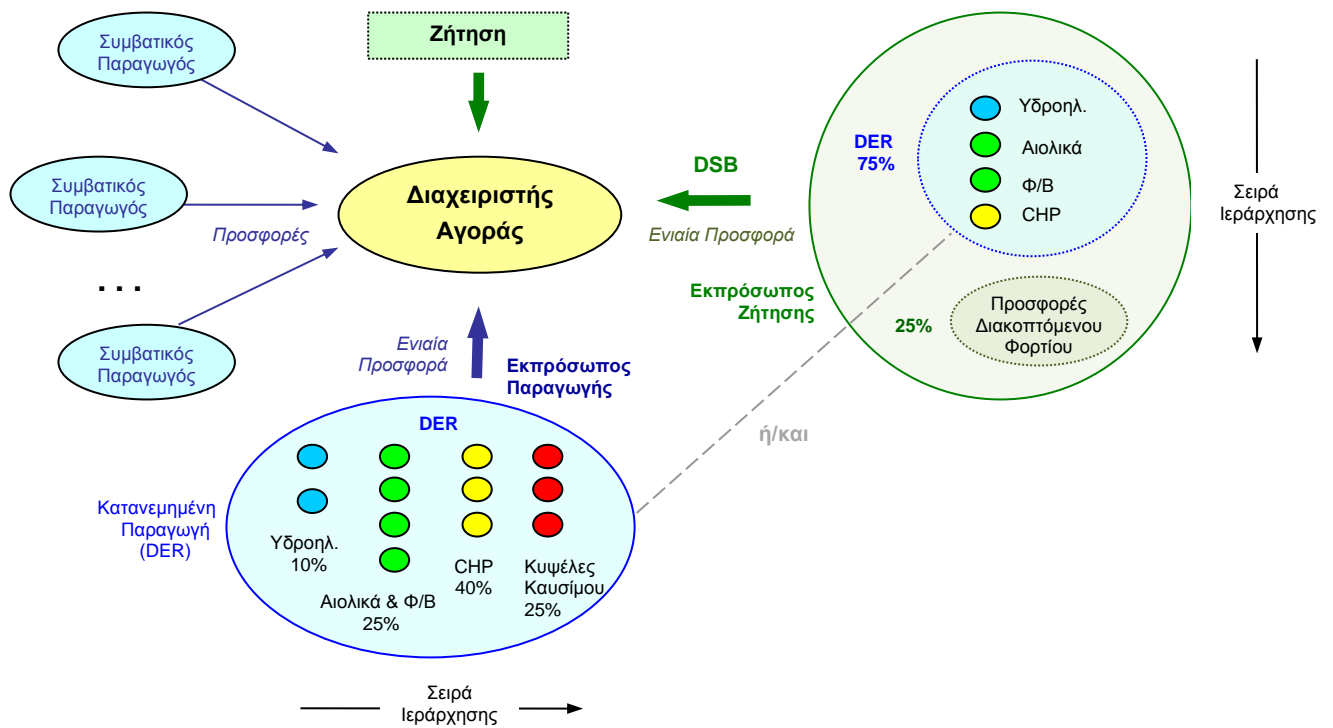 Συμβατικός
Παραγωγός
Ζήτηση
Συμβατικός
Παραγωγός
Προσφορές
. . .
Συμβατικός
Παραγωγός
Διαχειριστής
Αγοράς
DSB
Ενιαία Προσφορά
Εκπρόσωπος
Ζήτησης
DER
75%
Υδροηλ.
Αιολικά
Φ/Β
CHP
25%
Προσφορές
Διακοπτόμενου
Φορτίου
Σειρά
Ιεράρχησης
Ενιαία
Προσφορά
Εκπρόσωπος
Παραγωγής
ή/και
Κατανεμημένη
Παραγωγή
(DER)
DER
Υδροηλ.
10%
Αιολικά & Φ/Β
25%
CHP
40%
Κυψέλες
Καυσίμου
25%
Σειρά
Ιεράρχησης